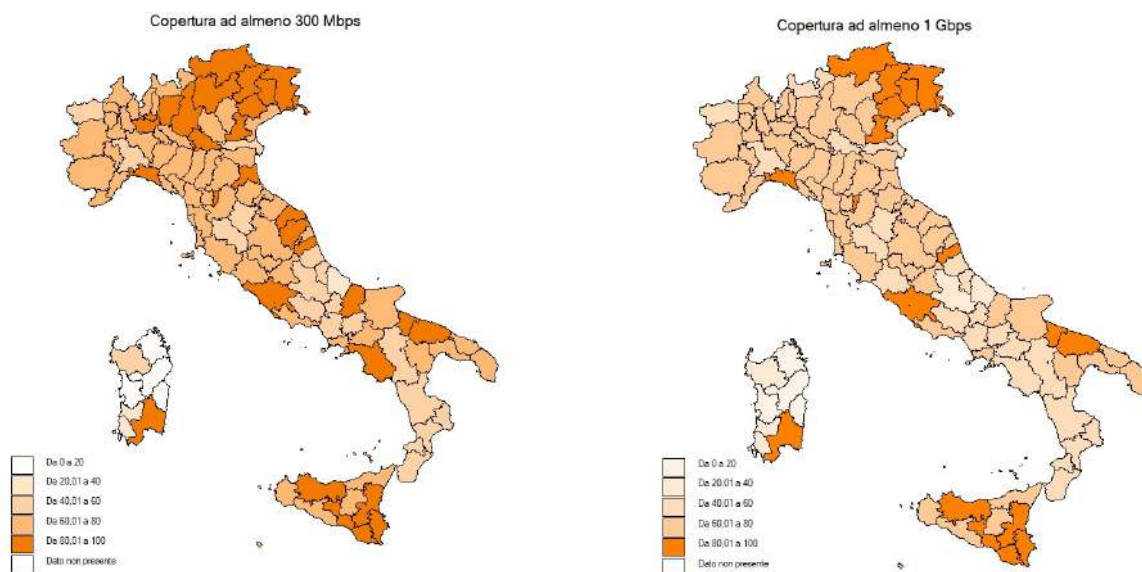 Copertura ad almeno 300 Mbps
Da 0 a 20
Da 20,01 a 40
Da 40,01 a 60
Da 60,01 a 80
Da 80,01 a 100
Dato non presente
Copertura ad almeno 1 Gbps
Da 0 a 20
Da 20,01 a 40
Da 40,01 a 60
Da 60,01 a 80
Da 80,01 a 100
Dato non presente